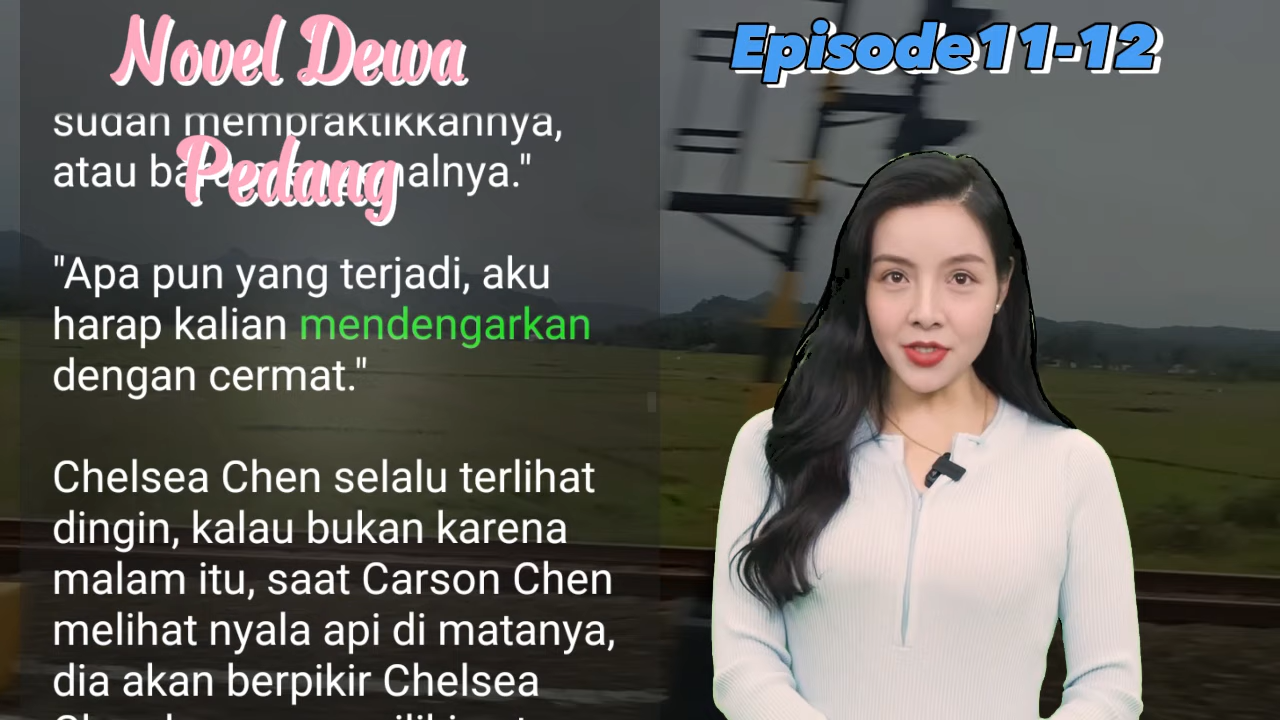 Novel Dewa
Pedang
Episode11-12
sudah mempraktikkannya,
atau
"Apa pun yang terjadi, aku
harap kalian mendengarkan
dengan cermat."
Chelsea Chen selalu terlihat
dingin, kalau bukan karena
malam itu, saat Carson Chen
melihat nyala api di matanya,
dia akan berpikir Chelsea